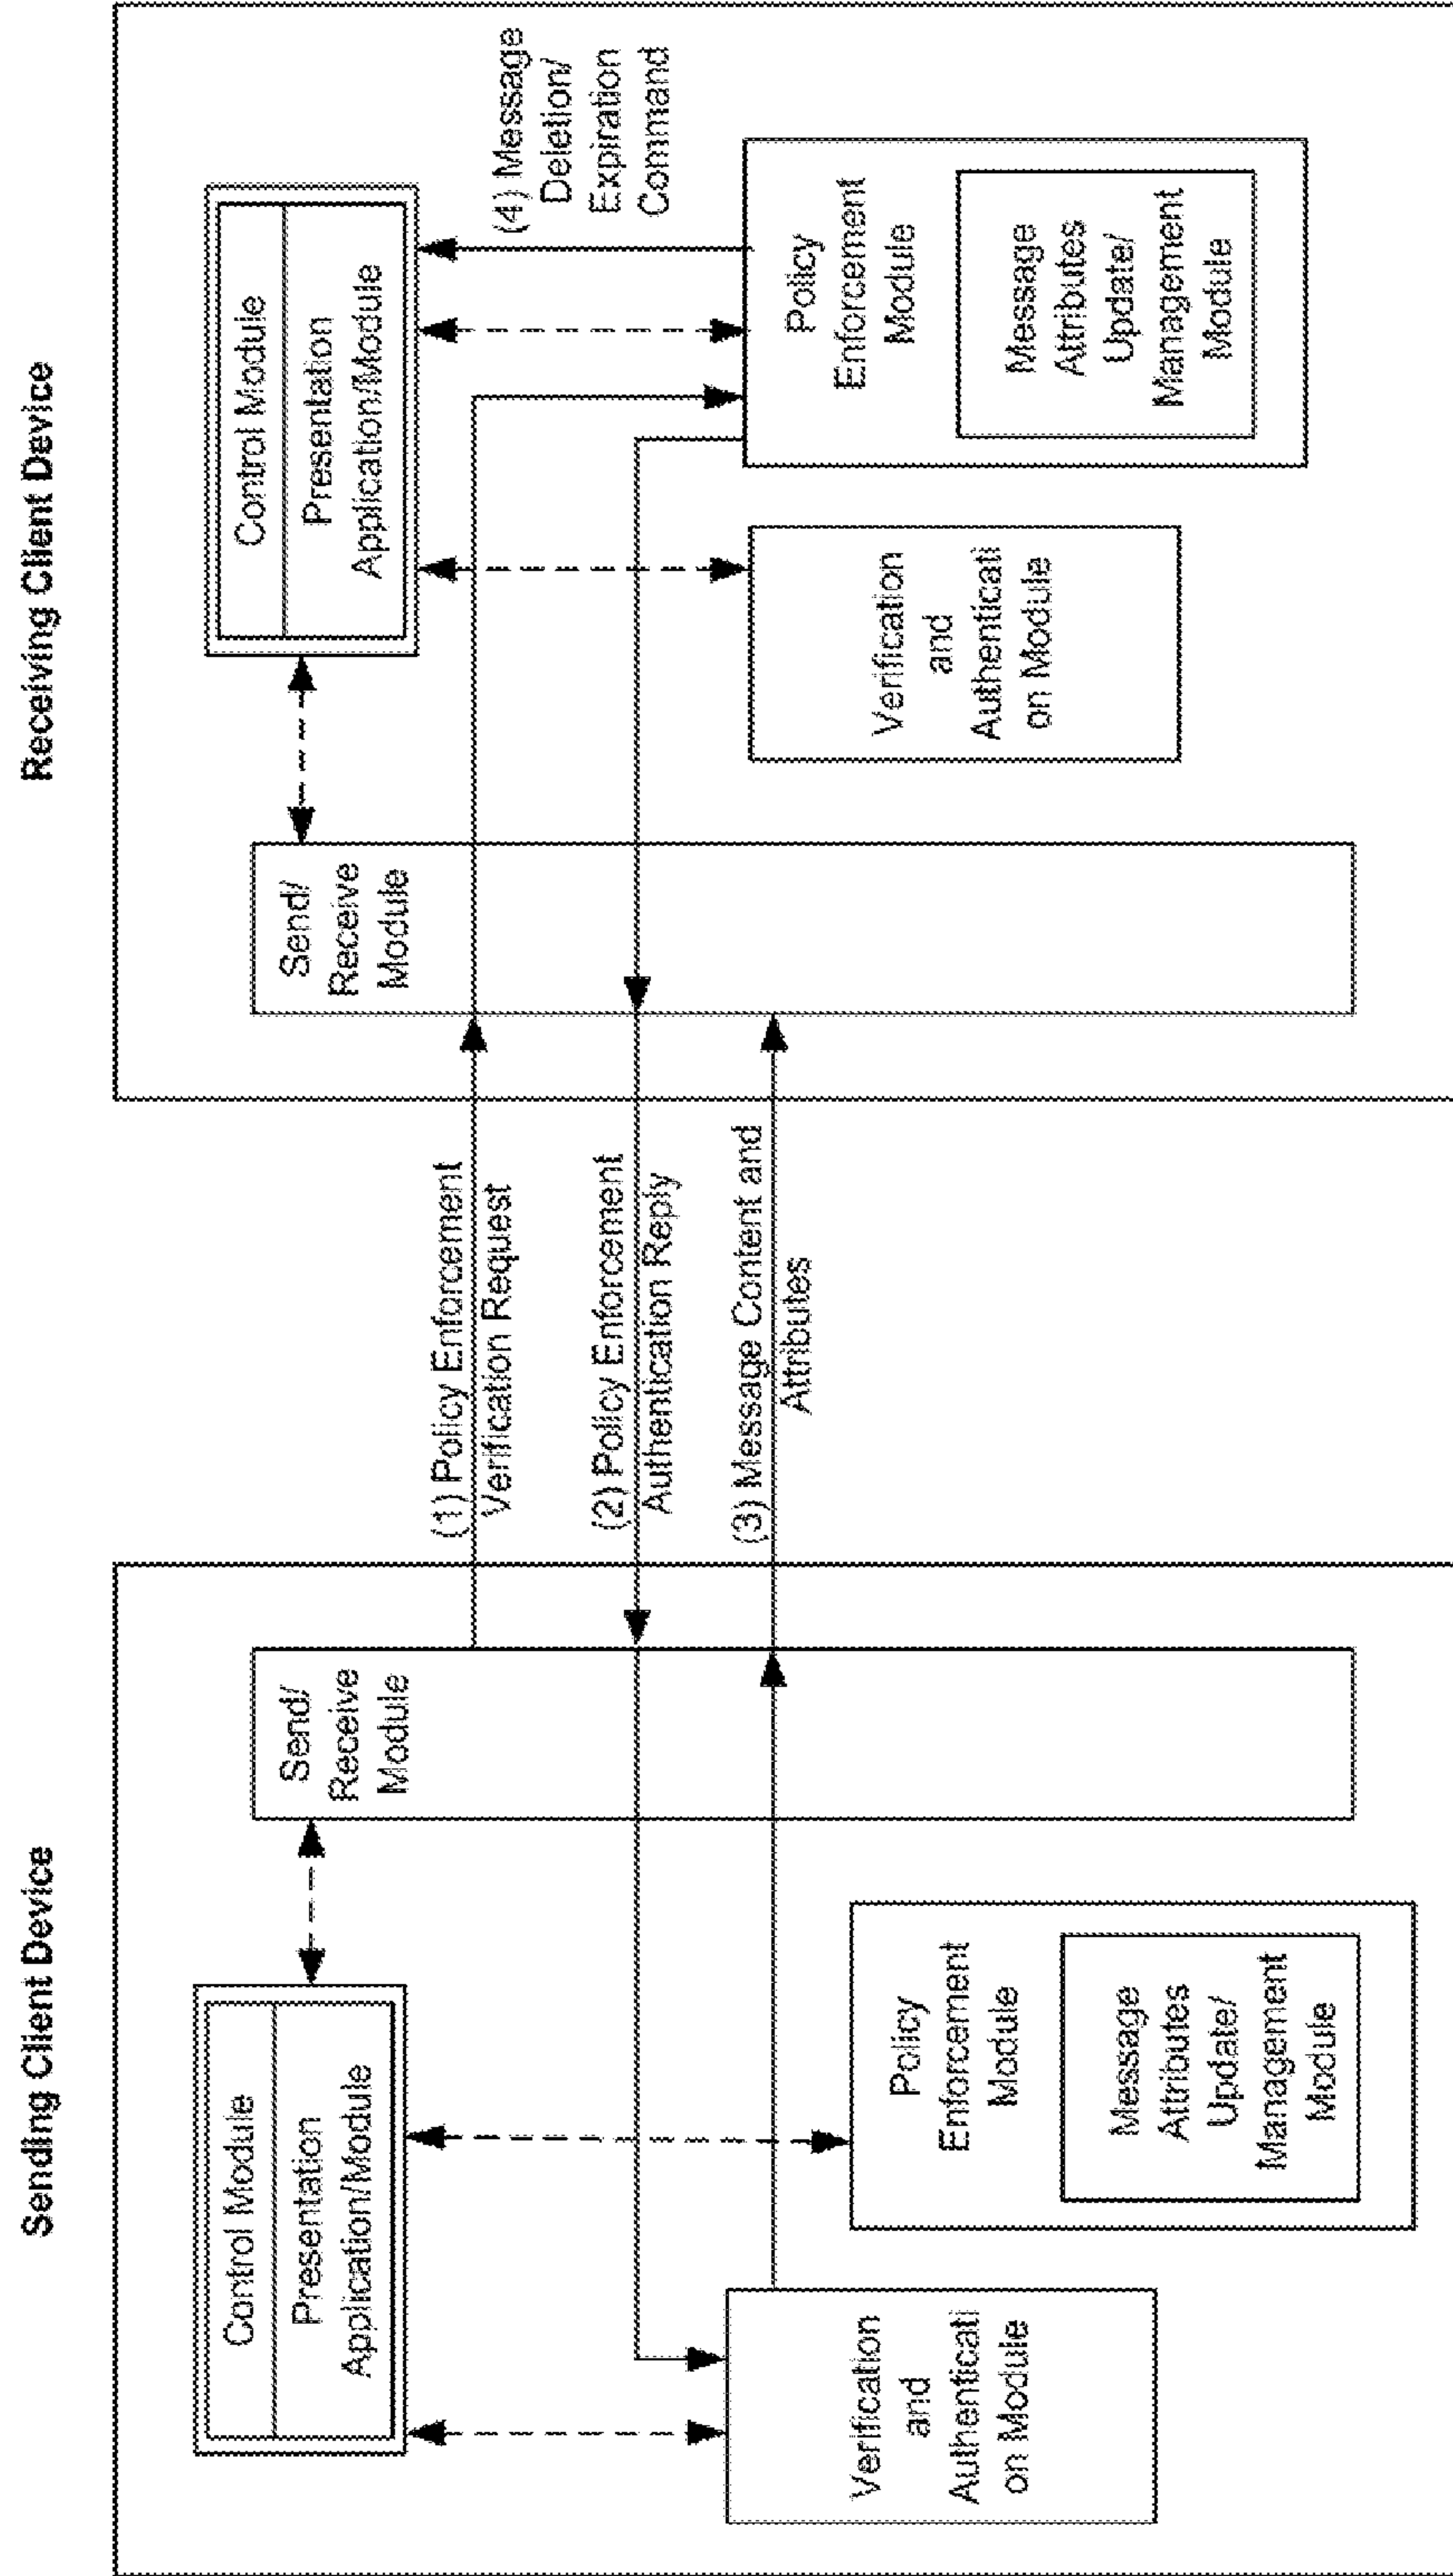 Sending Client Device
Control Module
Presentation
Application/Module
Send/
Receive
Module
Verification
and
Authenticati
on Module
Policy
Enforcement
Module
Message
Attributes
Update/
Management
Module
(1) Policy Enforcement
Verification Request
(2) Policy Enforcement
Authentication Reply
(3) Message Content and
Attributes
Receiving Client Device
Send/
Receive
Module
Control Module
Presentation
Application/Module
(4) Message
Deletion/
Expiration
Command
Verification
and
Authenticati
on Module
Policy
Enforcement
Module
Message
Attributes
Update/
Management
Module